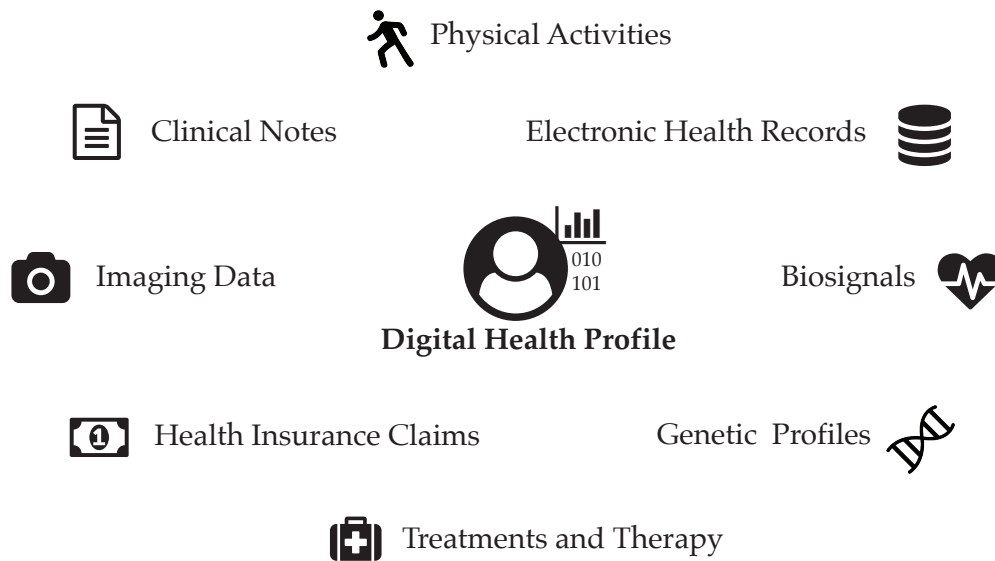 Physical Activities
Clinical Notes
Electronic Health Records
010
101
Imaging Data
Biosignals
Digital Health Profile
1
Health Insurance Claims
Genetic Profiles
Treatments and Therapy